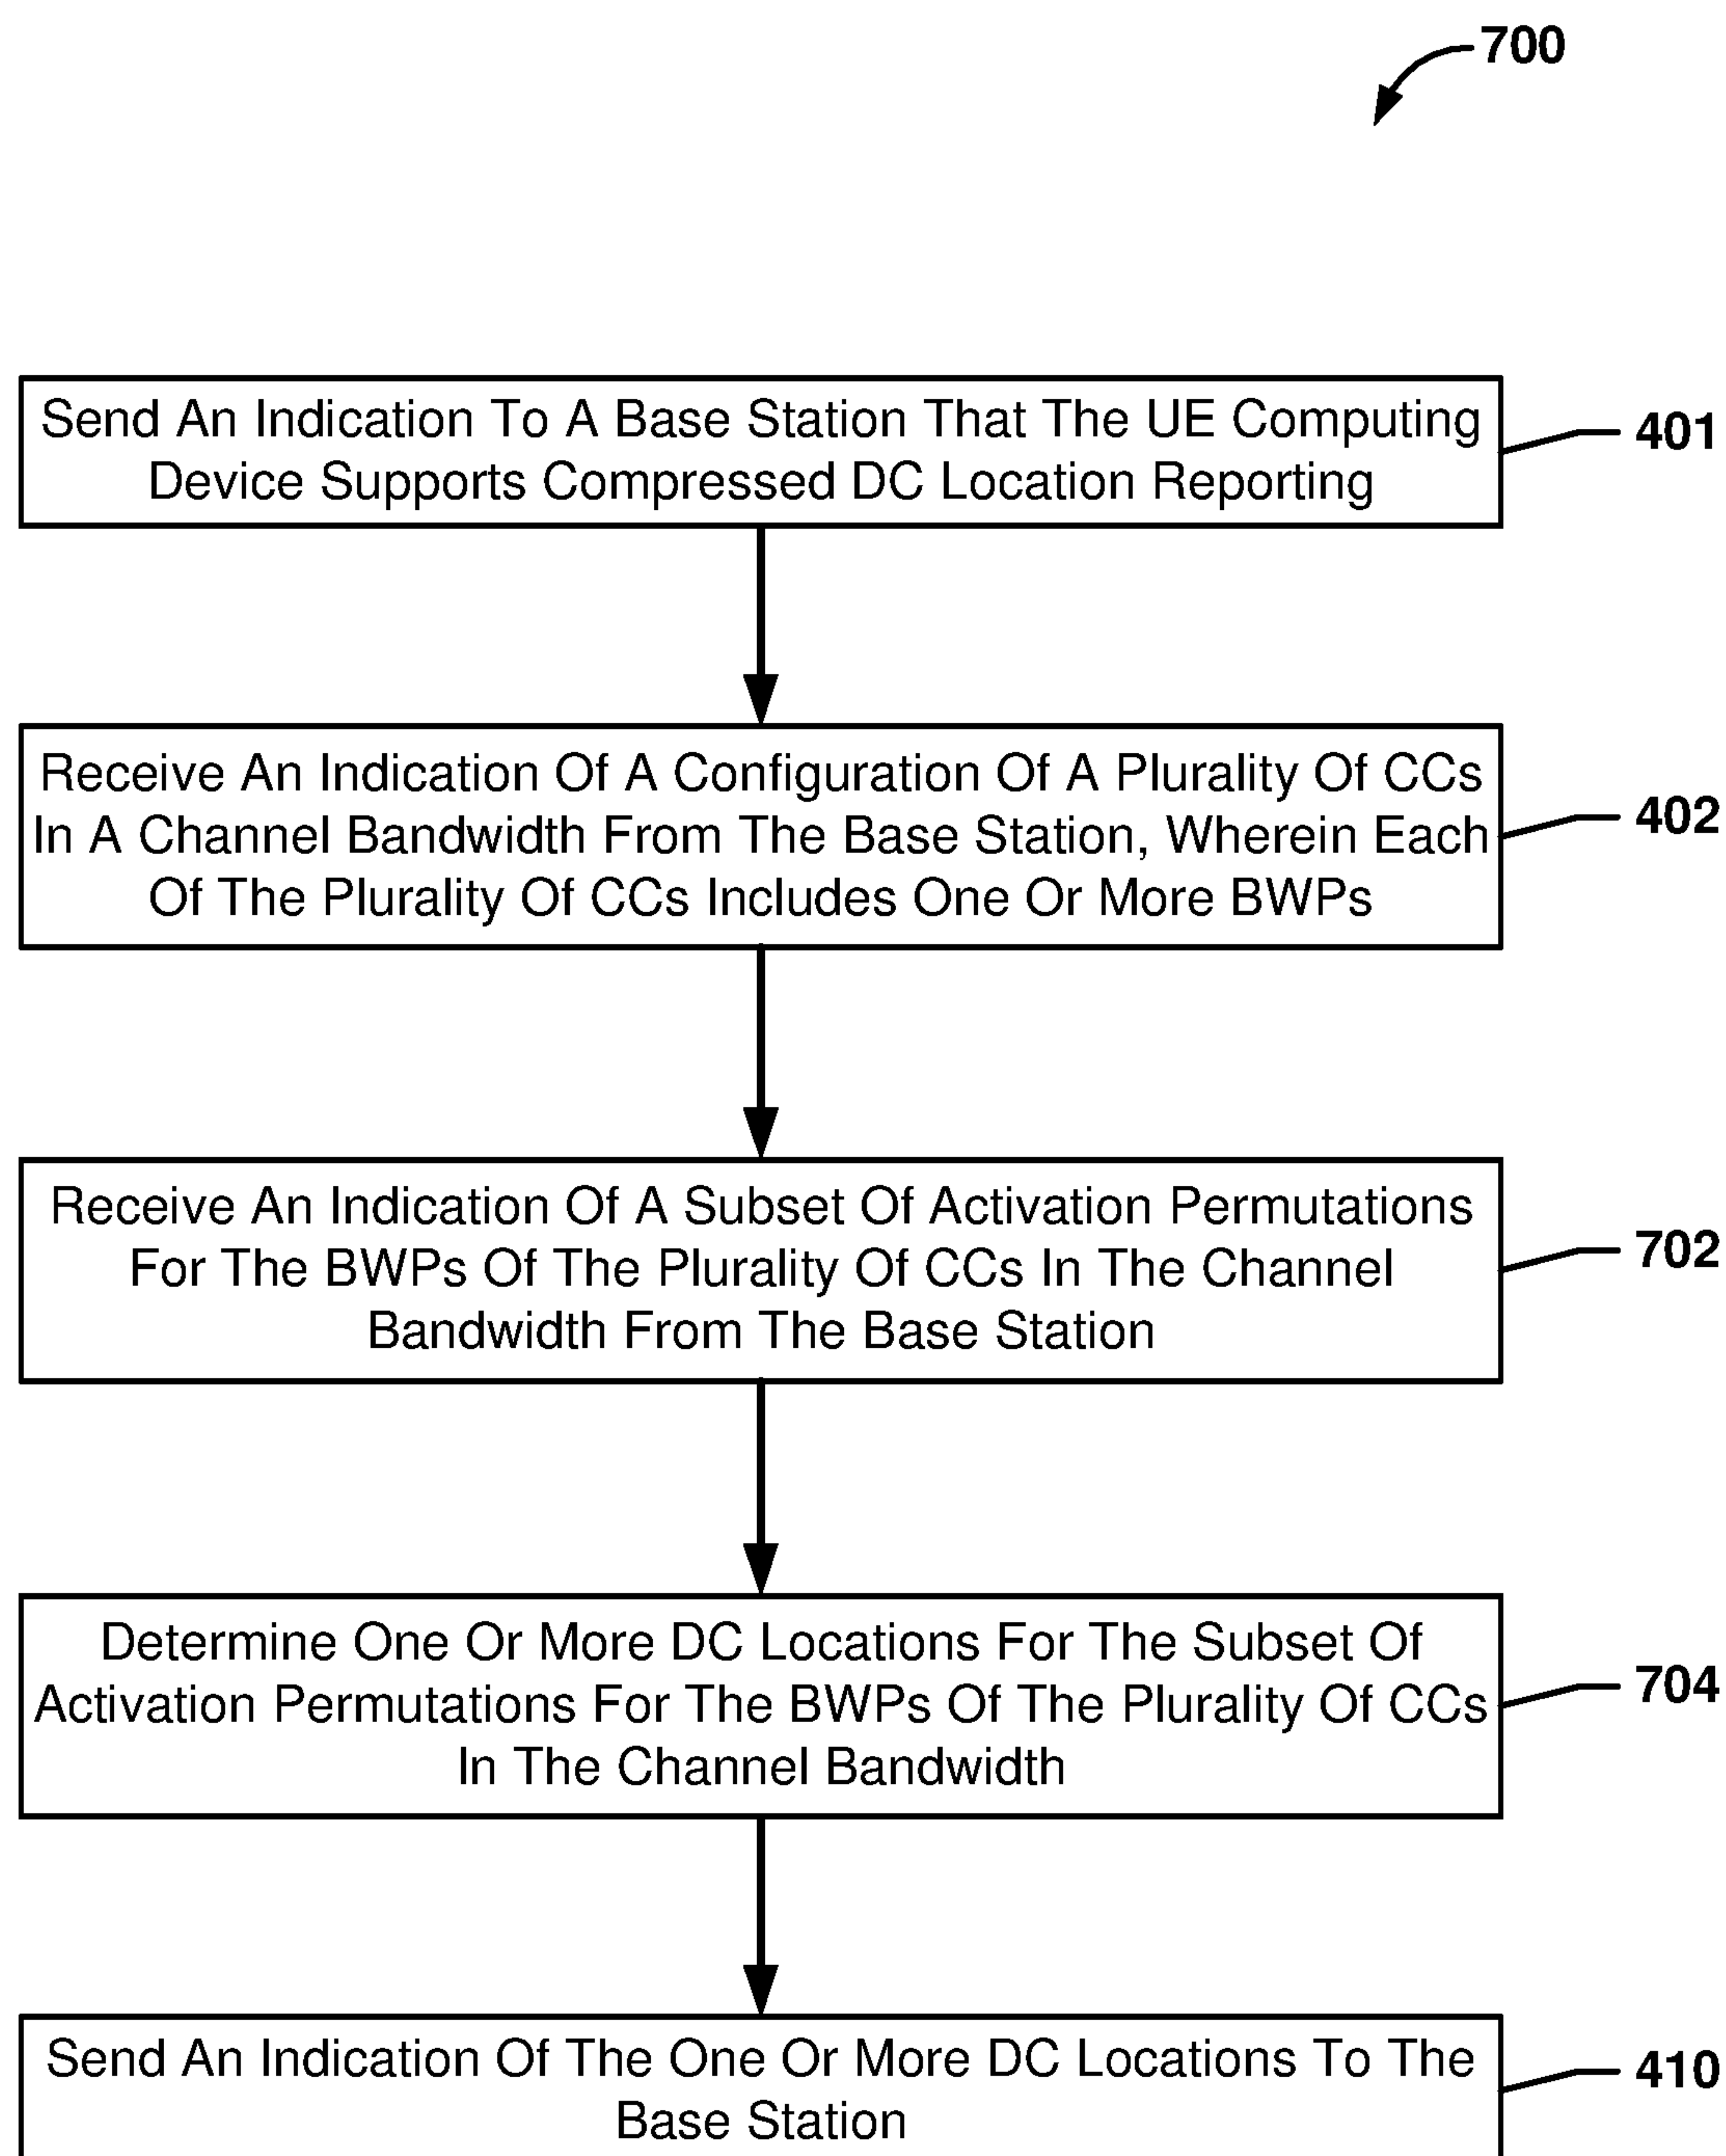 700
Send An Indication To A Base Station That The UE Computing
Device Supports Compressed DC Location Reporting
401
Receive An Indication Of A Configuration Of A Plurality Of CCs
In A Channel Bandwidth From The Base Station, Wherein Each
Of The Plurality Of CCs Includes One Or More BWPs
402
Receive An Indication Of A Subset Of Activation Permutations
For The BWPs Of The Plurality Of CCs In The Channel
Bandwidth From The Base Station
702
Determine One Or More DC Locations For The Subset Of
Activation Permutations For The BWPs Of The Plurality Of CCs
In The Channel Bandwidth
704
Send An Indication Of The One Or More DC Locations To The
Base Station
410